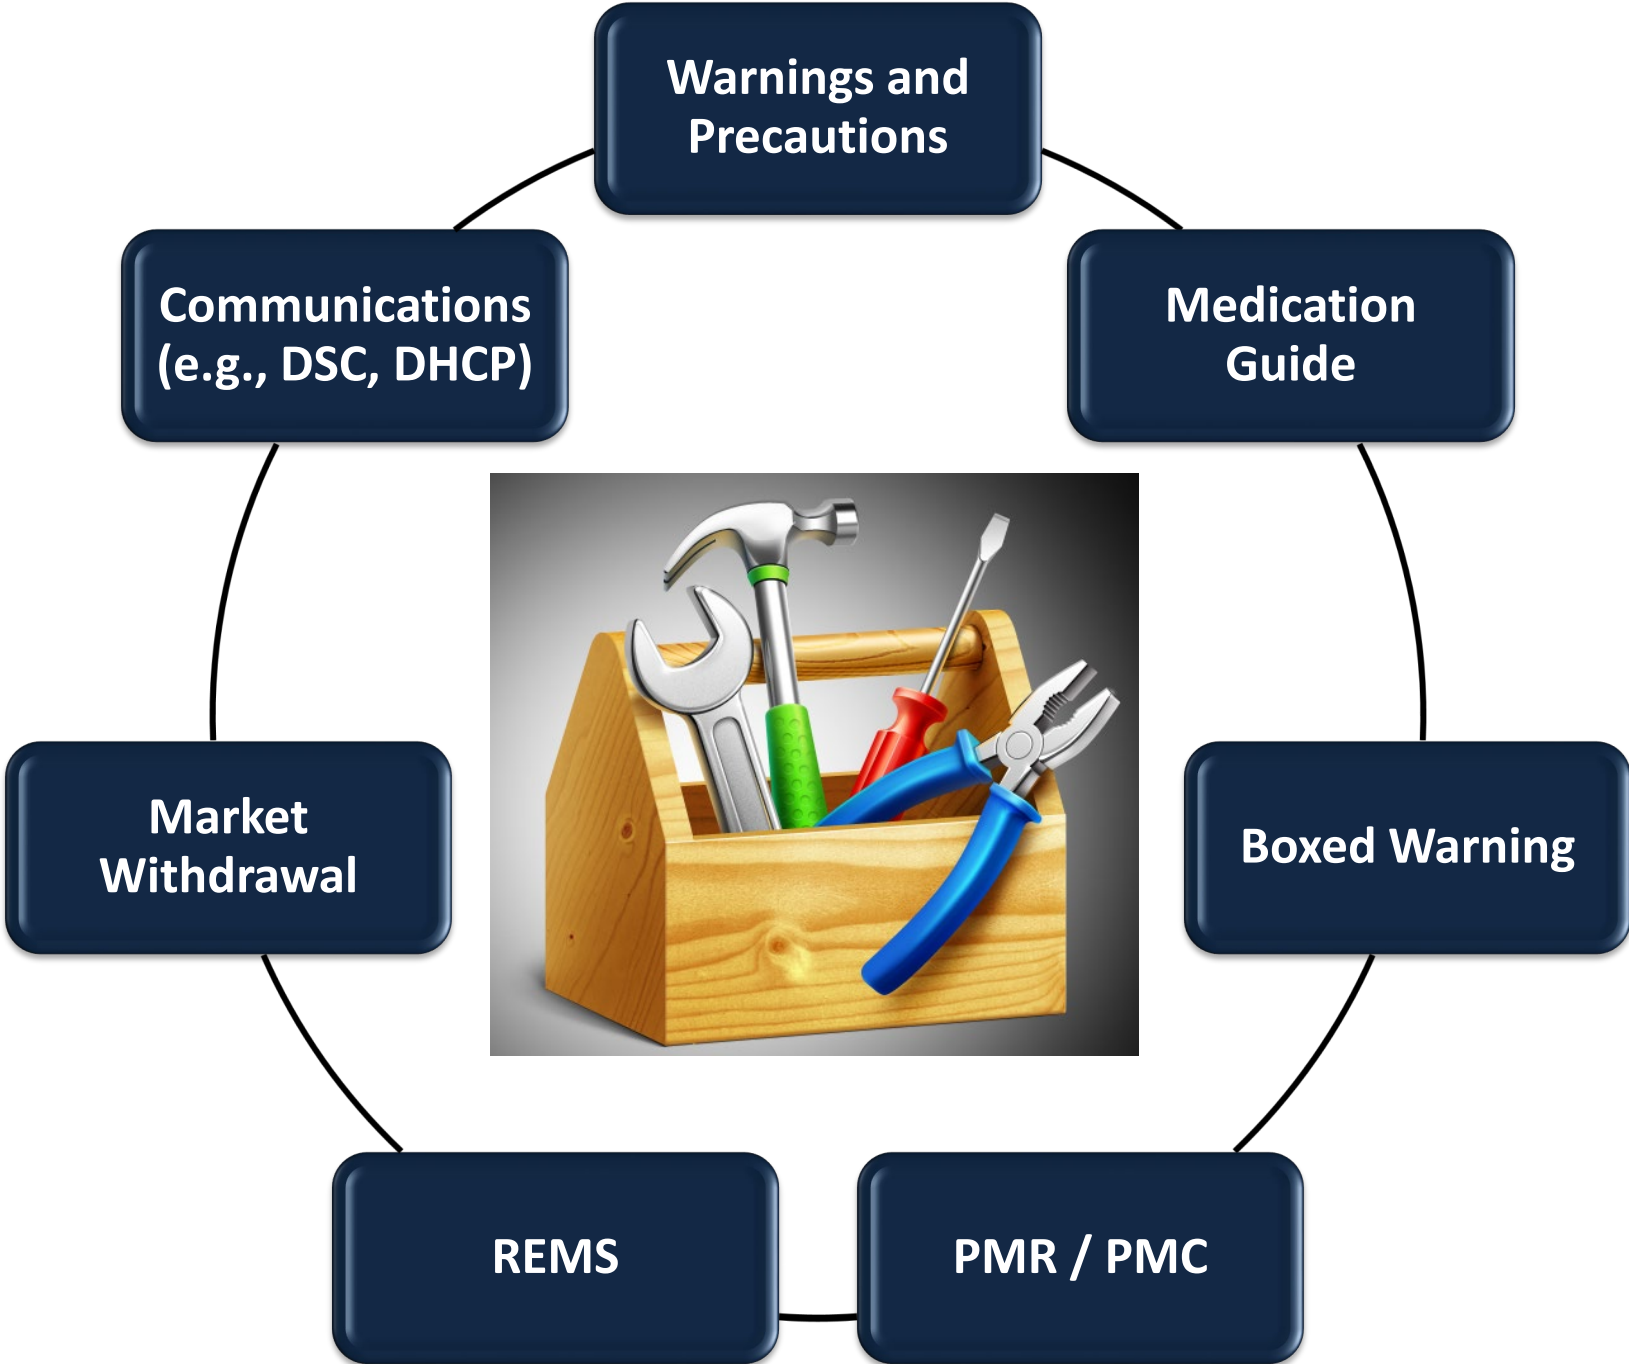 Warnings and
Precautions
Medication
Guide
Boxed Warning
PMR / PMC
REMS
Market
Withdrawal
Communications
(e.g., DSC, DHCP)